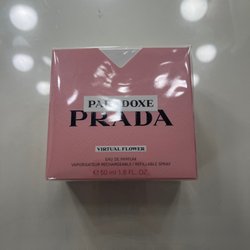 PARADOXE
PRADA
VIRTUAL FLOWER
EAU DE PARFUM
VAPORISATEUR RECHARGEABLE / REFILLABLE SPRAY
50 ml 1.6 FL. OZ.